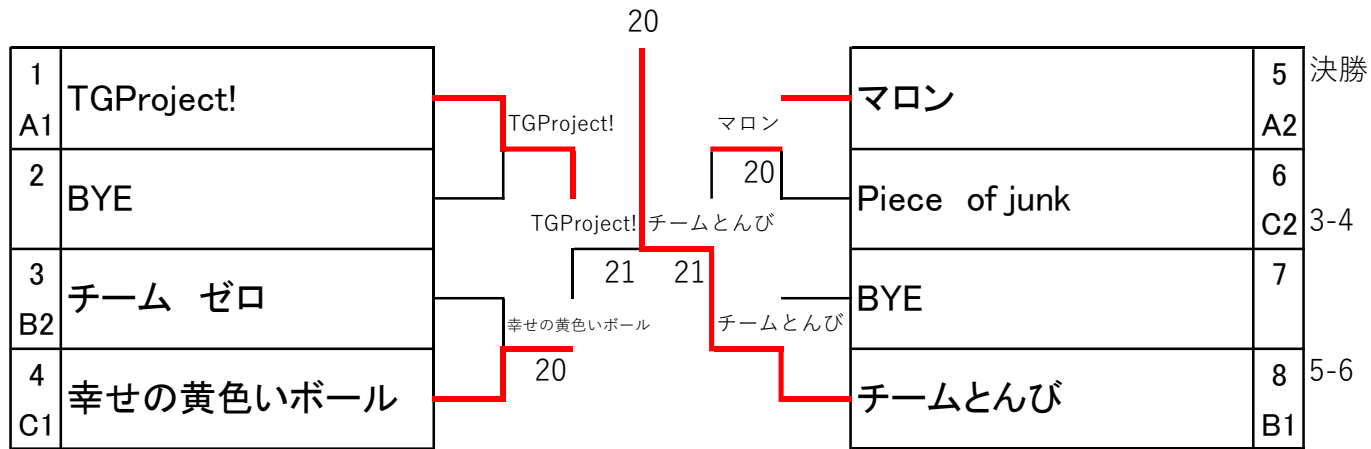 20
1
A1
TGProject!
2
BYE
3
B2
チーム　ゼロ
4
C1
幸せの黄色いボール
TGProject!
マロン
20
TGProject!
チームとんび
21
21
幸せの黄色いボール
チームとんび
20
マロン
5
A2
Piece　of junk
6
C2
BYE
7
チームとんび
8
B1
決勝
3-4
5-6